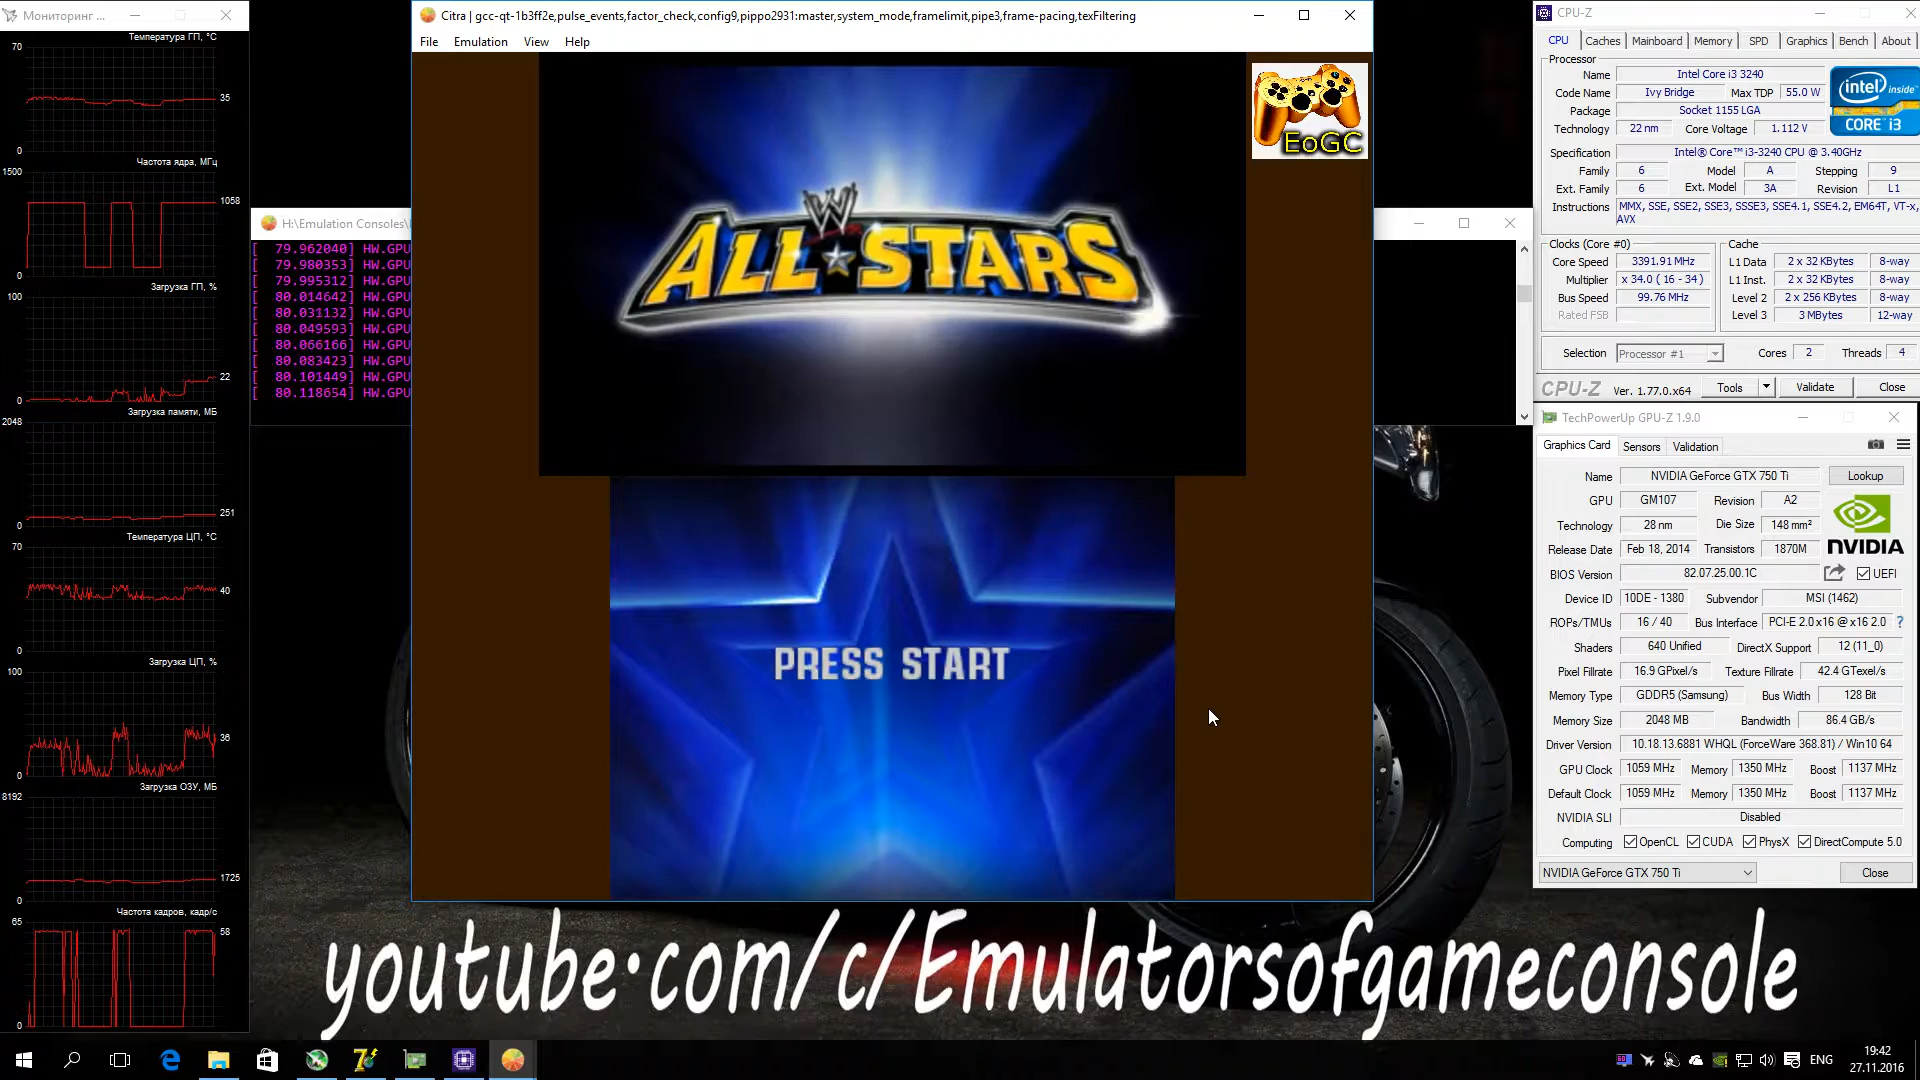 Мониторинг ...
Температура ГП, °C
70
35
0
Частота ядра, МГц
1500
1058
0
Загрузка ГП, %
100
22
0
Загрузка памяти, МБ
2048
251
0
Температура ЦП, °C
70
40
0
Загрузка ЦП, %
100
36
0
Загрузка ОЗУ, МБ
8192
1725
0
Частота кадров, кадр/с
65
58
0
H:\Emulation Consoles\
[ 79.962040] HW.GPU
[ 79.980353] HW.GPU
[ 79.995312] HW.GPU
[ 80.014642] HW.GPU
[ 80.031132] HW.GPU
[ 80.049593] HW.GPU
[ 80.066166] HW.GPU
[ 80.083423] HW.GPU
[ 80.101449] HW.GPU
[ 80.118654] HW.GPU
Citra | gcc-qt-1b3ff2e,pulse_events,factor_check,config9,pippo2931:master,system_mode,framelimit,pipe3,frame-pacing,texFiltering
File Emulation View Help
EoGC
W
ALL STARS
PRESS START
CPU-Z
CPU Caches Mainboard Memory SPD Graphics Bench About
Processor
Name Intel Core i3 3240
Code Name Ivy Bridge Max TDP 55.0 W
Package Socket 1155 LGA
Technology 22 nm Core Voltage 1.112 V
intel inside™
CORE i3
Specification Intel® Core™ i3-3240 CPU @ 3.40GHz
Family 6 Model A Stepping 9
Ext. Family 6 Ext. Model 3A Revision L1
Instructions MMX, SSE, SSE2, SSE3, SSSE3, SSE4.1, SSE4.2, EM64T, VT-x,
AVX
Clocks (Core #0) Cache
Core Speed 3391.91 MHz L1 Data 2 x 32 KBytes 8-way
Multiplier x 34.0 ( 16 - 34 ) L1 Inst. 2 x 32 KBytes 8-way
Bus Speed 99.76 MHz Level 2 2 x 256 KBytes 8-way
Rated FSB Level 3 3 MBytes 12-way
Selection Processor #1 Cores 2 Threads 4
CPU-Z Ver. 1.77.0.x64 Tools Validate Close
TechPowerUp GPU-Z 1.9.0
Graphics Card Sensors Validation
Name NVIDIA GeForce GTX 750 Ti Lookup
GPU GM107 Revision A2
Technology 28 nm Die Size 148 mm²
Release Date Feb 18, 2014 Transistors 1870M
NVIDIA
BIOS Version 82.07.25.00.1C UEFI
Device ID 10DE - 1380 Subvendor MSI (1462)
ROPs/TMUs 16 / 40 Bus Interface PCI-E 2.0 x16 @ x16 2.0 ?
Shaders 640 Unified DirectX Support 12 (11_0)
Pixel Fillrate 16.9 GPixel/s Texture Fillrate 42.4 GTexel/s
Memory Type GDDR5 (Samsung) Bus Width 128 Bit
Memory Size 2048 MB Bandwidth 86.4 GB/s
Driver Version 10.18.13.6881 WHQL (ForceWare 368.81) / Win10 64
GPU Clock 1059 MHz Memory 1350 MHz Boost 1137 MHz
Default Clock 1059 MHz Memory 1350 MHz Boost 1137 MHz
NVIDIA SLI Disabled
Computing OpenCL CUDA PhysX DirectCompute 5.0
NVIDIA GeForce GTX 750 Ti Close
youtube.com/c/Emulatorsofgameconsole
ENG
19:42
27.11.2016